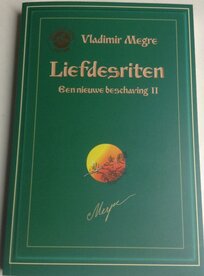 Vladimir Megre
Liefdesriten
Een nieuwe beschaving II
Megre